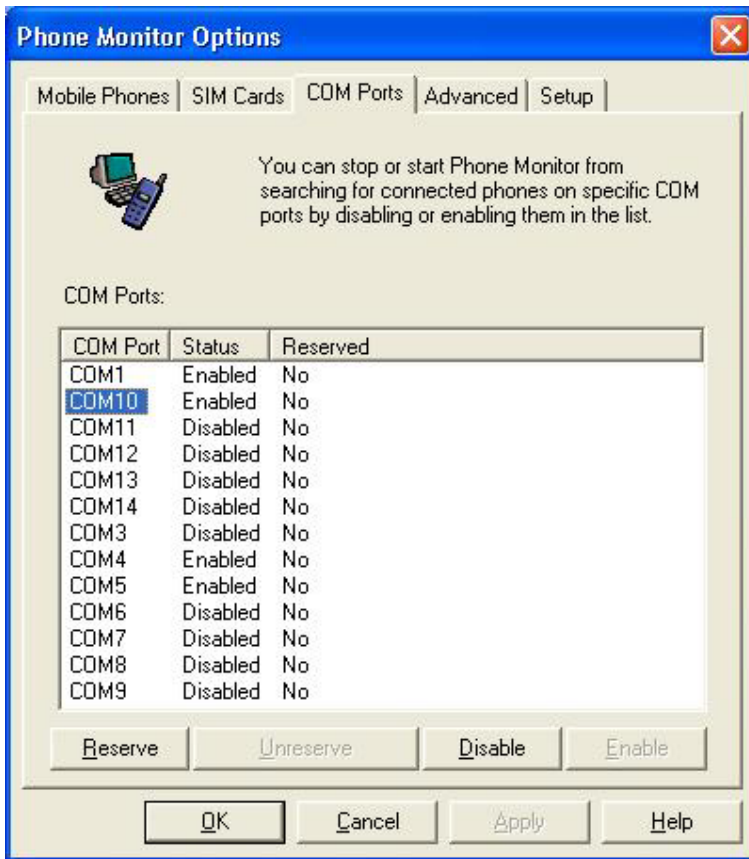 Phone Monitor Options
Mobile Phones SIM Cards COM Ports Advanced Setup
You can stop or start Phone Monitor from
searching for connected phones on specific COM
ports by disabling or enabling them in the list.
COM Ports:
COM Port Status Reserved
COM1 Enabled No
COM10 Enabled No
COM11 Disabled No
COM12 Disabled No
COM13 Disabled No
COM14 Disabled No
COM3 Disabled No
COM4 Enabled No
COM5 Enabled No
COM6 Disabled No
COM7 Disabled No
COM8 Disabled No
COM9 Disabled No
Reserve Unreserve Disable Enable
OK Cancel Apply Help